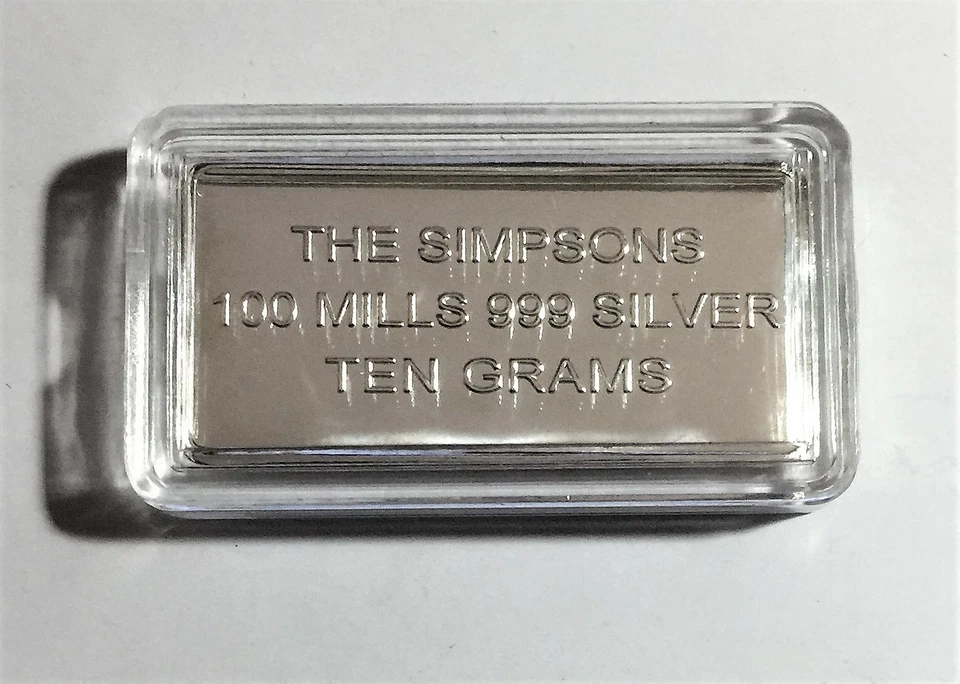 THE SIMPSONS
100 MILLS 999 SILVER
TEN GRAMS